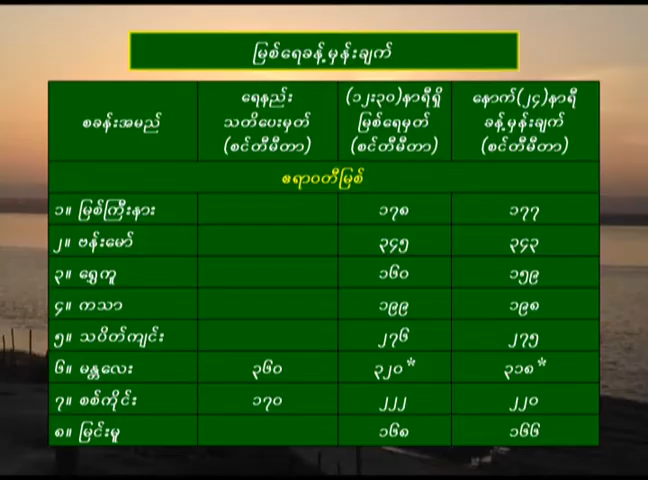 မြစ်ရေခန့်မှန်းချက်
စခန်းအမည် ရေနည်း သတိပေးမှတ် (စင်တီမီတာ) (၁၂း၃၀)နာရီရှိ မြစ်ရေမှတ် (စင်တီမီတာ) နောက်(၂၄)နာရီ ခန့်မှန်းချက် (စင်တီမီတာ)
ဧရာဝတီမြစ်
၁။ မြစ်ကြီးနား ၁၇၈ ၁၇၇
၂။ ဗန်းမော် ၃၄၅ ၃၄၃
၃။ ရွှေကူ ၁၆၀ ၁၅၉
၄။ ကသာ ၁၉၉ ၁၉၈
၅။ သပိတ်ကျင်း ၂၇၆ ၂၇၅
၆။ မန္တလေး ၃၆၀ ၃၂၀* ၃၁၈*
၇။ စစ်ကိုင်း ၁၇၀ ၂၂၂ ၂၂၀
၈။ မြင်းမူ ၁၆၈ ၁၆၆